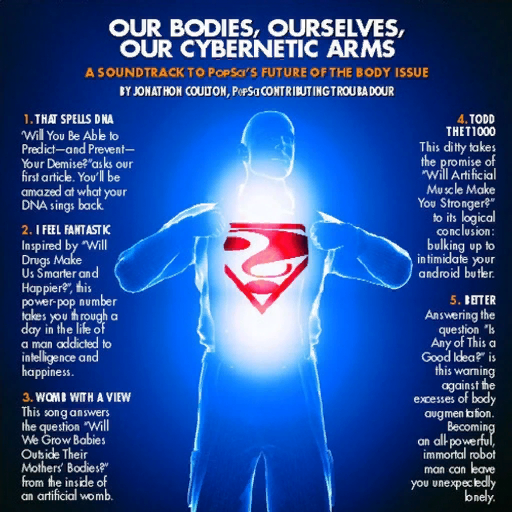 OUR BODIES, OURSELVES,
OUR CYBERNETIC ARMS
A SOUNDTRACK TO POPSCI'S FUTURE OF THE BODY ISSUE
BY JONATHON COULTON, POPSCI CONTRIBUTING TROUBADOUR
1. THAT SPELLS DNA
"Will You Be Able to
Predict—and Prevent—
Your Demise?" asks our
first article. You'll be
amazed at what your
DNA sings back.
2. I FEEL FANTASTIC
Inspired by "Will
Drugs Make
Us Smarter and
Happier?", this
power-pop number
takes you through a
day in the life of
a man addicted to
intelligence and
happiness.
3. WOMB WITH A VIEW
This song answers
the question "Will
We Grow Babies
Outside Their
Mothers' Bodies?"
from the inside of
an artificial womb.
4. TODD
THE T1000
This ditty takes
the promise of
"Will Artificial
Muscle Make
You Stronger?"
to its logical
conclusion:
bulking up to
intimidate your
android butler.
5. BETTER
Answering the
question "Is
Any of This a
Good Idea?" is
this warning
against the
excesses of body
augmentation.
Becoming
an all-powerful,
immortal robot
man can leave
you unexpectedly
lonely.